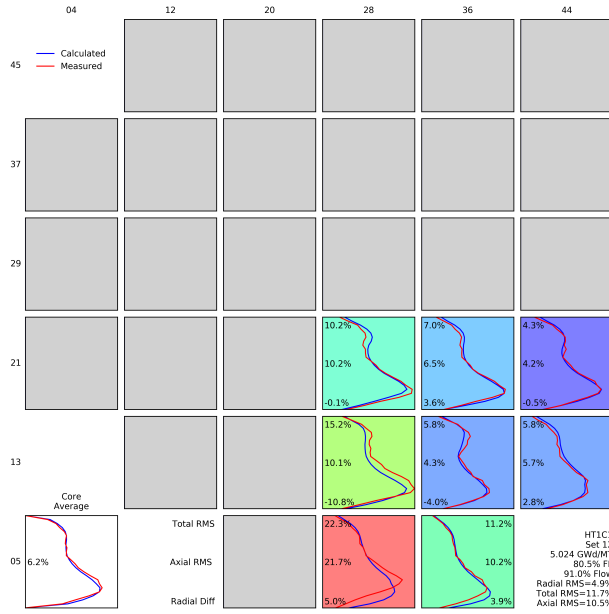 04 12 20 28 36 44
Calculated
Measured
45
37
29
21
10.2% 7.0% 4.3%
10.2% 6.5% 4.2%
-0.1% 3.6% -0.5%
13
15.2% 5.8% 5.8%
10.1% 4.3% 5.7%
-10.8% -4.0% 2.8%
Core
Average
05
6.2%
Total RMS 22.3% 11.2%
Axial RMS 21.7% 10.2%
Radial Diff 5.0% 3.9%
Set
5.024
80.5%
91.0%
Radial RMS=4.9%
Total RMS=11.7%
Axial RMS=10.5%